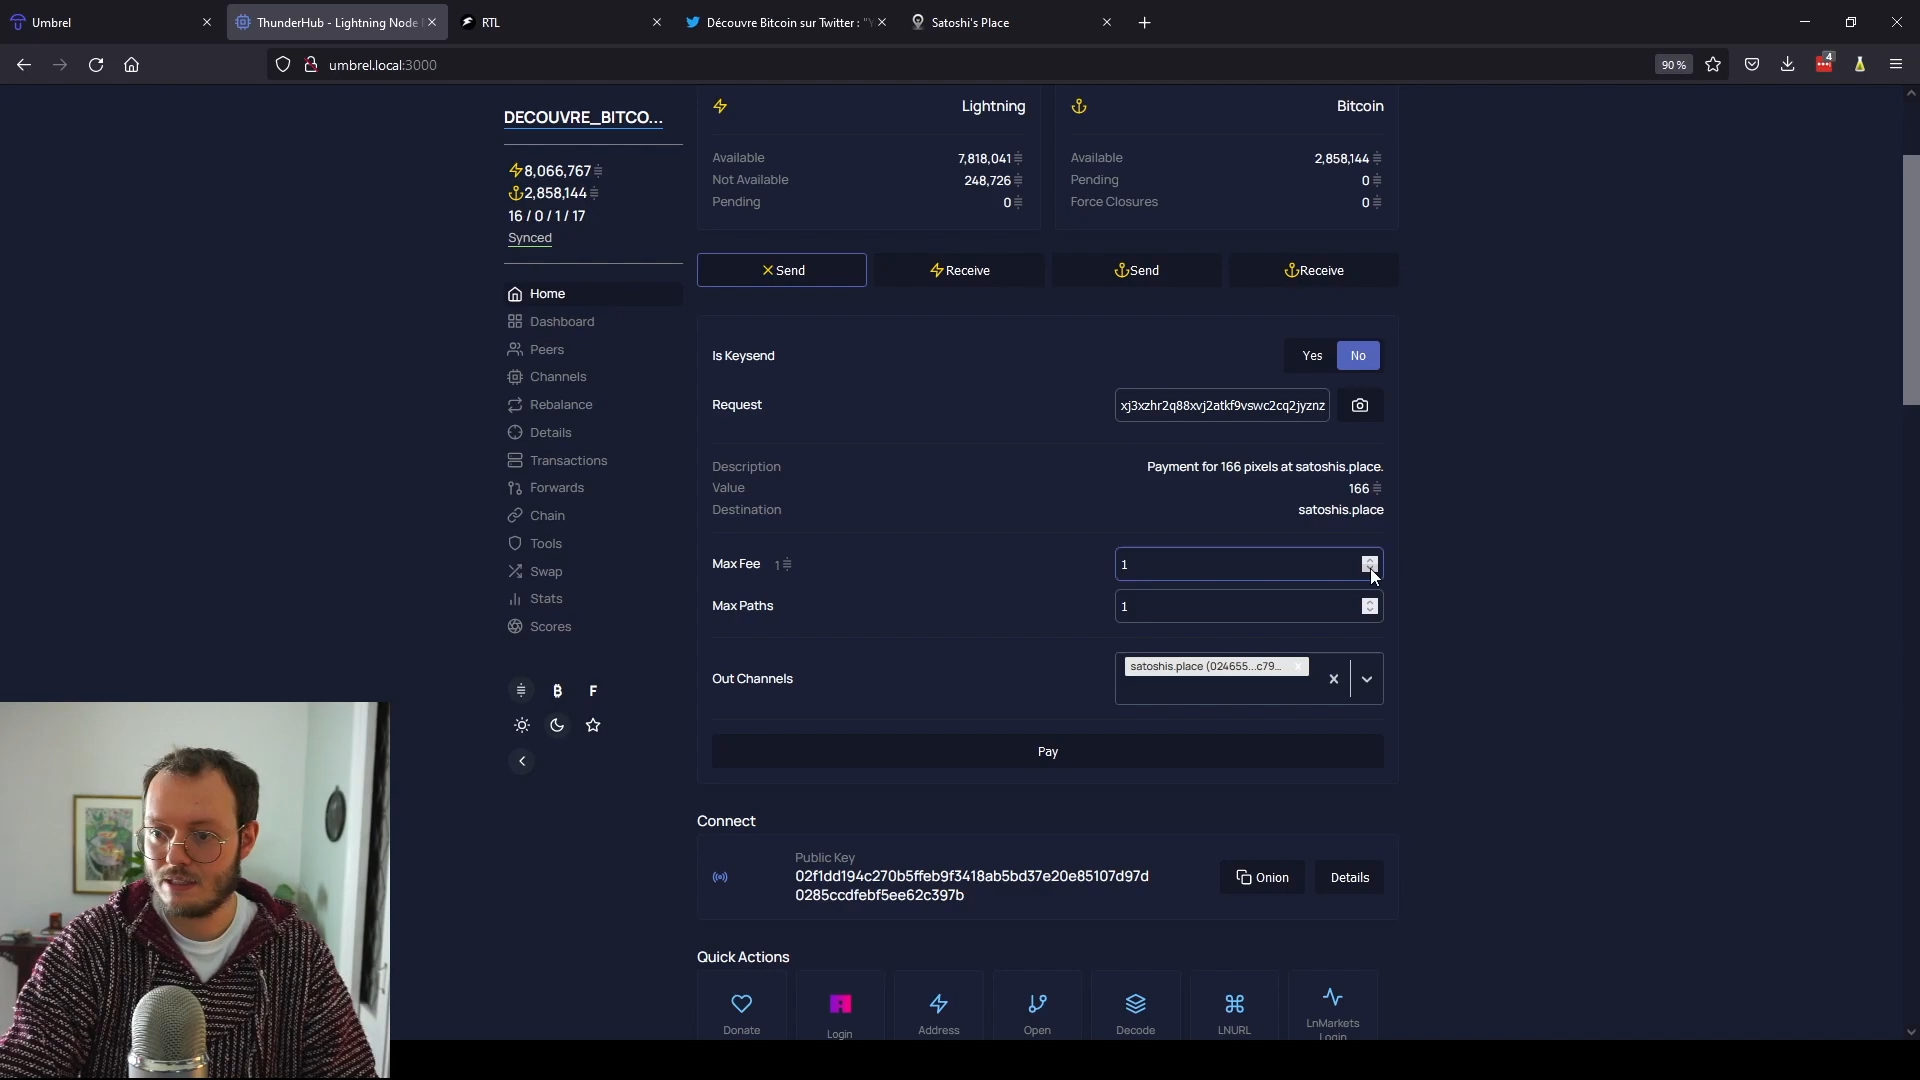 Umbrel
ThunderHub - Lightning Node
RTL
Découvre Bitcoin sur Twitter : "Y
Satoshi's Place
umbrel.local:3000
90 %
4
DECOUVRE_BITCO...
8,066,767
2,858,144
16 / 0 / 1 / 17
Synced
Home
Dashboard
Peers
Channels
Rebalance
Details
Transactions
Forwards
Chain
Tools
Swap
Stats
Scores
B F
Lightning
Available 7,818,041
Not Available 248,726
Pending 0
Bitcoin
Available 2,858,144
Pending 0
Force Closures 0
Send
Receive
Send
Receive
Is Keysend Yes No
Request xj3xzhr2q88xvj2atkf9vswc2cq2jyznz
Description Payment for 166 pixels at satoshis.place.
Value 166
Destination satoshis.place
Max Fee 1 1
Max Paths 1
Out Channels satoshis.place (024655...c79...
Pay
Connect
Public Key
02f1dd194c270b5ffeb9f3418ab5bd37e20e85107d97d
0285ccdfebf5ee62c397b
Onion
Details
Quick Actions
Donate
Login
Address
Open
Decode
LNURL
LnMarkets
Login